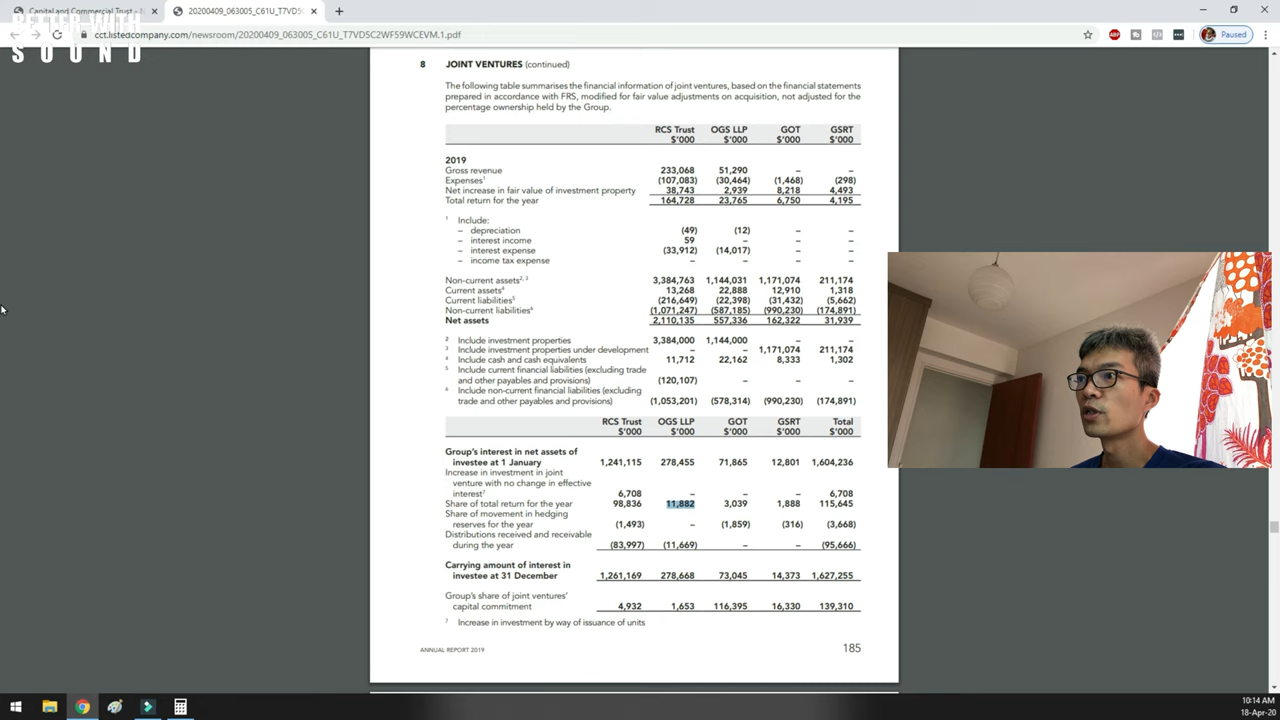 CapitaLand Commercial Trust - N
20200409_063005_C61U_T7VD5C
BETTER WITH
SOUND
cct.listedcompany.com/newsroom/20200409_063005_C61U_T7VD5C2WF59WCEVM.1.pdf
ABP
Paused
8 JOINT VENTURES (continued)
The following table summarises the financial information of joint ventures, based on the financial statements
prepared in accordance with FRS, modified for fair value adjustments on acquisition, not adjusted for the
percentage ownership held by the Group.
RCS Trust OGS LLP GOT GSRT
$'000 $'000 $'000 $'000
2019
Gross revenue 233,068 51,290 – –
Expenses¹ (107,083) (30,464) (1,468) (298)
Net increase in fair value of investment property 38,743 2,939 8,218 4,493
Total return for the year 164,728 23,765 6,750 4,195
¹ Include:
– depreciation (49) (12) – –
– interest income 59 – – –
– interest expense (33,912) (14,017) – –
– income tax expense – – – –
Non-current assets², ³ 3,384,763 1,144,031 1,171,074 211,174
Current assets⁴ 13,268 22,888 12,910 1,318
Current liabilities⁵ (216,649) (22,398) (31,432) (5,662)
Non-current liabilities⁶ (1,071,247) (587,185) (990,230) (174,891)
Net assets 2,110,135 557,336 162,322 31,939
² Include investment properties 3,384,000 1,144,000 – –
³ Include investment properties under development – – 1,171,074 211,174
⁴ Include cash and cash equivalents 11,712 22,162 8,333 1,302
⁵ Include current financial liabilities (excluding trade
and other payables and provisions) (120,107) – – –
⁶ Include non-current financial liabilities (excluding
trade and other payables and provisions) (1,053,201) (578,314) (990,230) (174,891)
RCS Trust OGS LLP GOT GSRT Total
$'000 $'000 $'000 $'000 $'000
Group's interest in net assets of
investee at 1 January 1,241,115 278,455 71,865 12,801 1,604,236
Increase in investment in joint
venture with no change in effective
interest⁷ 6,708 – – – 6,708
Share of total return for the year 98,836 11,882 3,039 1,888 115,645
Share of movement in hedging
reserves for the year (1,493) – (1,859) (316) (3,668)
Distributions received and receivable
during the year (83,997) (11,669) – – (95,666)
Carrying amount of interest in
investee at 31 December 1,261,169 278,668 73,045 14,373 1,627,255
Group's share of joint ventures'
capital commitment 4,932 1,653 116,395 16,330 139,310
⁷ Increase in investment by way of issuance of units
ANNUAL REPORT 2019 185
10:14 AM
18-Apr-20